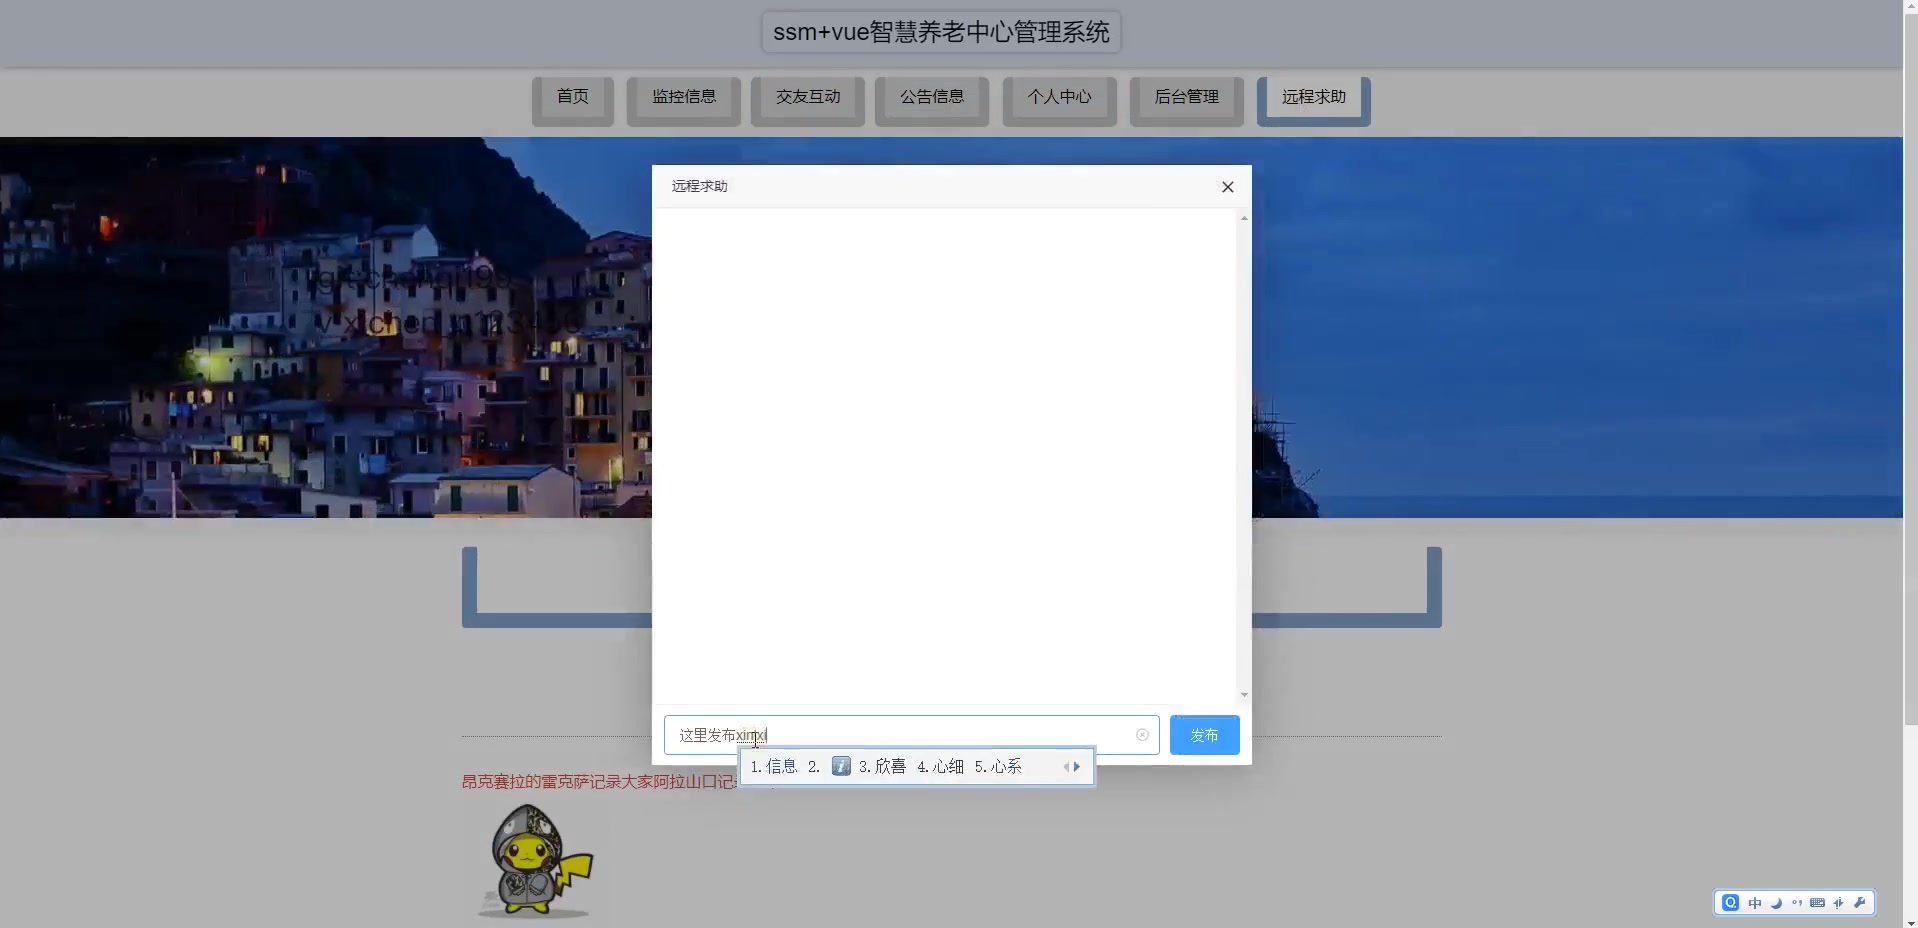 ssm+vue智慧养老中心管理系统
首页 监控信息 交友互动 公告信息 个人中心 后台管理 远程求助
远程求助
这里发布xinxi
发布
1.信息 2. 3.欣喜 4.心细 5.心系
昂克赛拉的雷克萨记录大家阿拉山口记
中